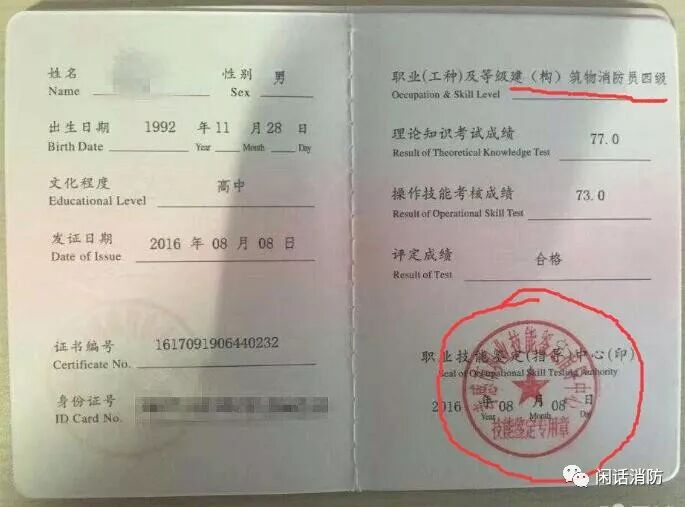 姓名
Name
性别 男
Sex
出生日期 1992 年 11 月 28 日
Birth Date Year Month Day
文化程度 高中
Educational Level
发证日期 2016 年 08 月 08 日
Date of Issue
证书编号 1617091906440232
Certificate No.
身份证号
ID Card No.
职业(工种)及等级 建（构）筑物消防员四级
Occupation & Skill Level
理论知识考试成绩 77.0
Result of Theoretical Knowledge Test
操作技能考核成绩 73.0
Result of Operational Skill Test
评定成绩 合格
Result of Test
职业技能鉴定(指导)中心(印)
Seal of Occupational Skill Testing Authority
2016 年 08 月 08 日
Year Month Day
技能鉴定专用章
闲话消防